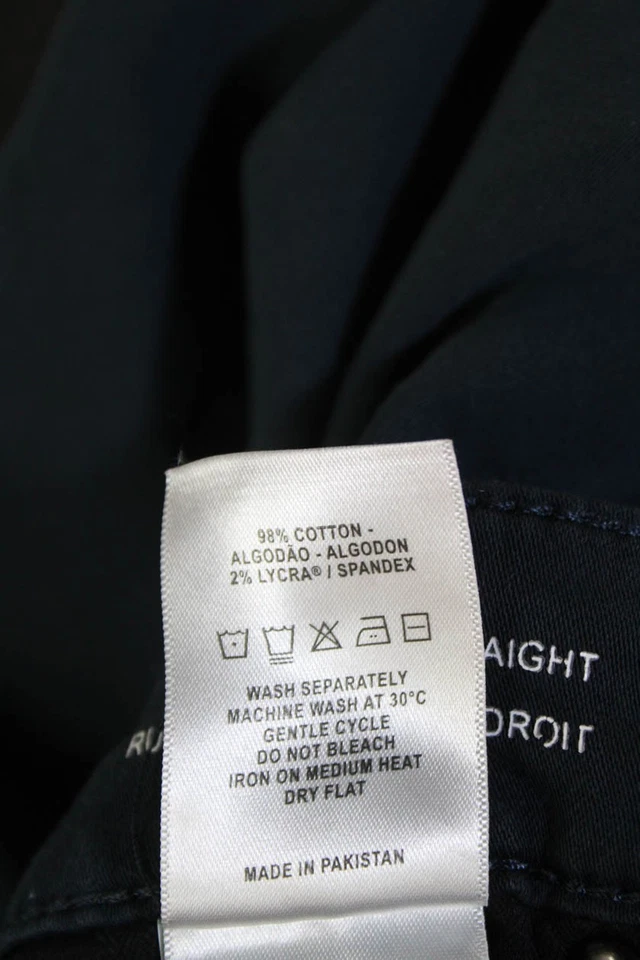 98% COTTON -
ALGODÃO - ALGODON
2% LYCRA® / SPANDEX
WASH SEPARATELY
MACHINE WASH AT 30°C
GENTLE CYCLE
DO NOT BLEACH
IRON ON MEDIUM HEAT
DRY FLAT
MADE IN PAKISTAN
AIGHT
DROIT